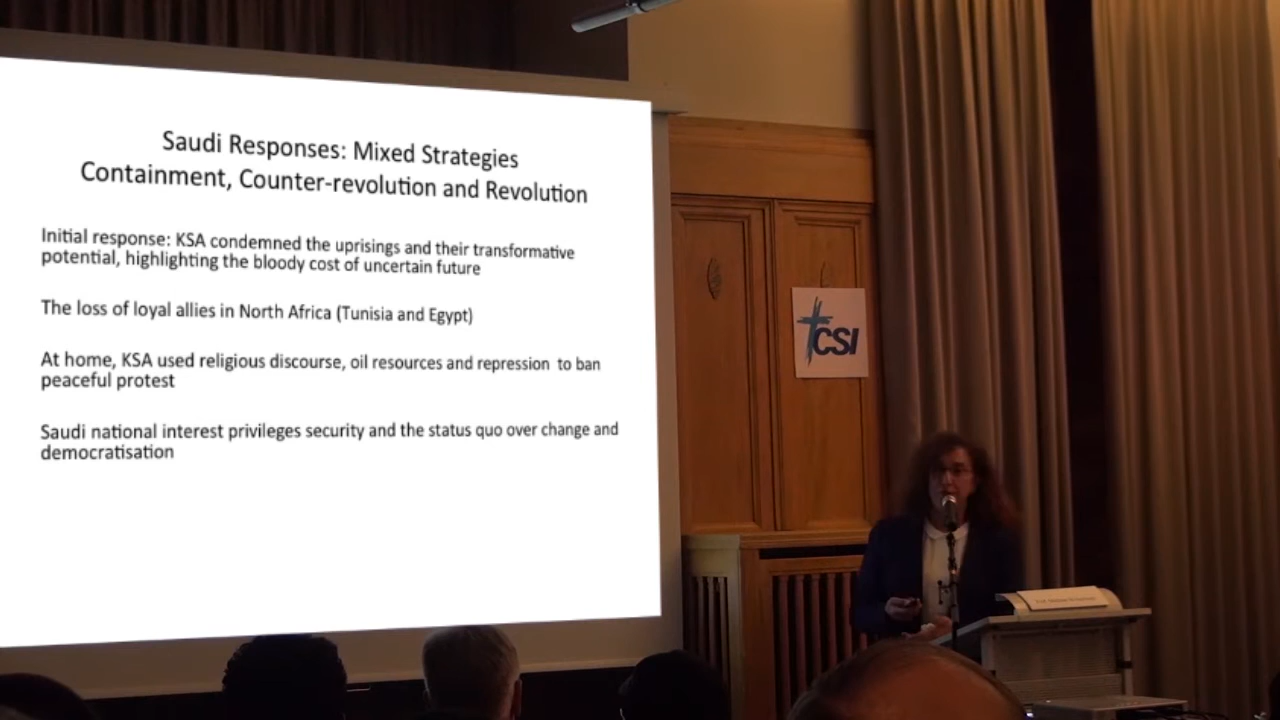 Saudi Responses: Mixed Strategies
Containment, Counter-revolution and Revolution
Initial response: KSA condemned the uprisings and their transformative
potential, highlighting the bloody cost of uncertain future
The loss of loyal allies in North Africa (Tunisia and Egypt)
At home, KSA used religious discourse, oil resources and repression to ban
peaceful protest
Saudi national interest privileges security and the status quo over change and
democratisation
CSI